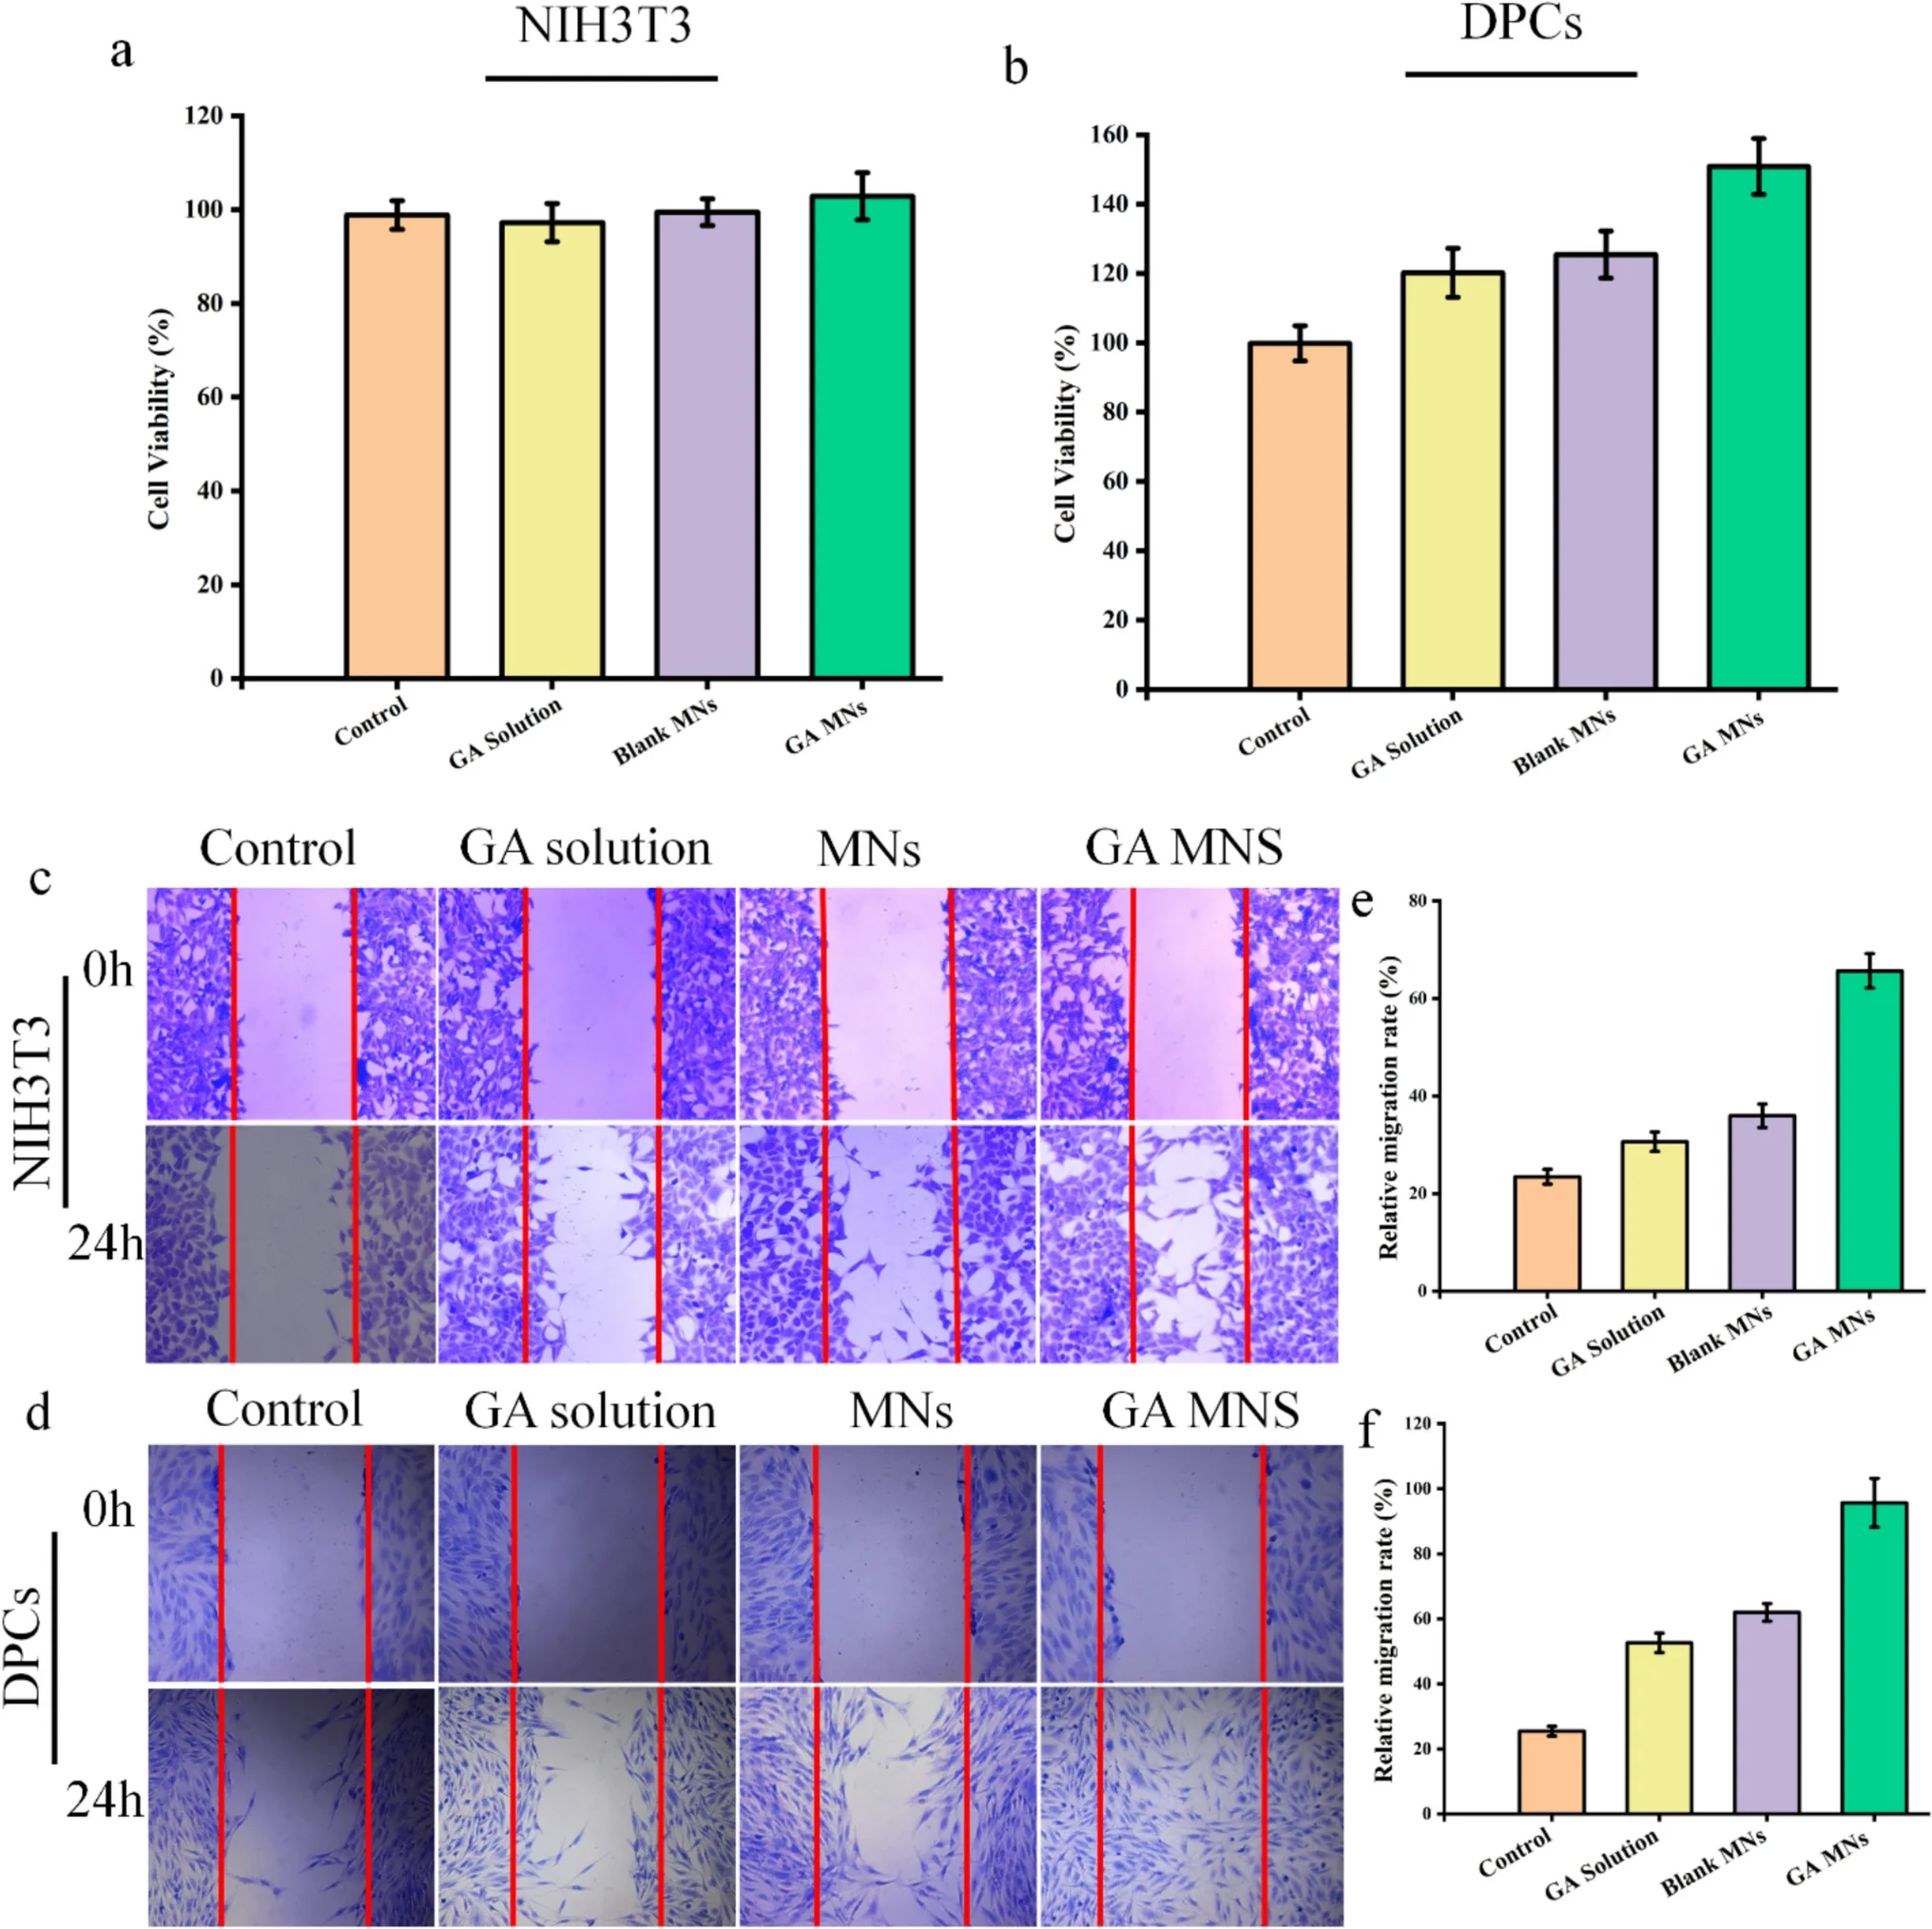 a
NIH3T3
120
100
80
60
40
20
0
Cell Viability (%)
Control
GA Solution
Blank MNs
GA MNs
b
DPCs
160
140
120
100
80
60
40
20
0
Cell Viability (%)
Control
GA Solution
Blank MNs
GA MNs
c
Control
GA solution
MNs
GA MNS
0h
NIH3T3
24h
e
80
60
40
20
0
Relative migration rate (%)
Control
GA Solution
Blank MNs
GA MNs
d
Control
GA solution
MNs
GA MNS
0h
DPCs
24h
f
120
100
80
60
40
20
0
Relative migration rate (%)
Control
GA Solution
Blank MNs
GA MNs